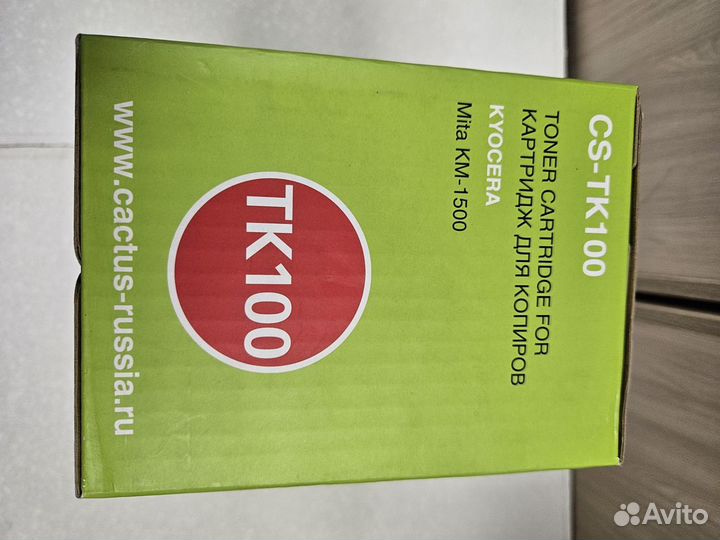 CS-TK100
TONER CARTRIDGE FOR
КАРТРИДЖ ДЛЯ КОПИРОВ
KYOCERA
Mita KM-1500
TK100
www.cactus-russia.ru
Avito